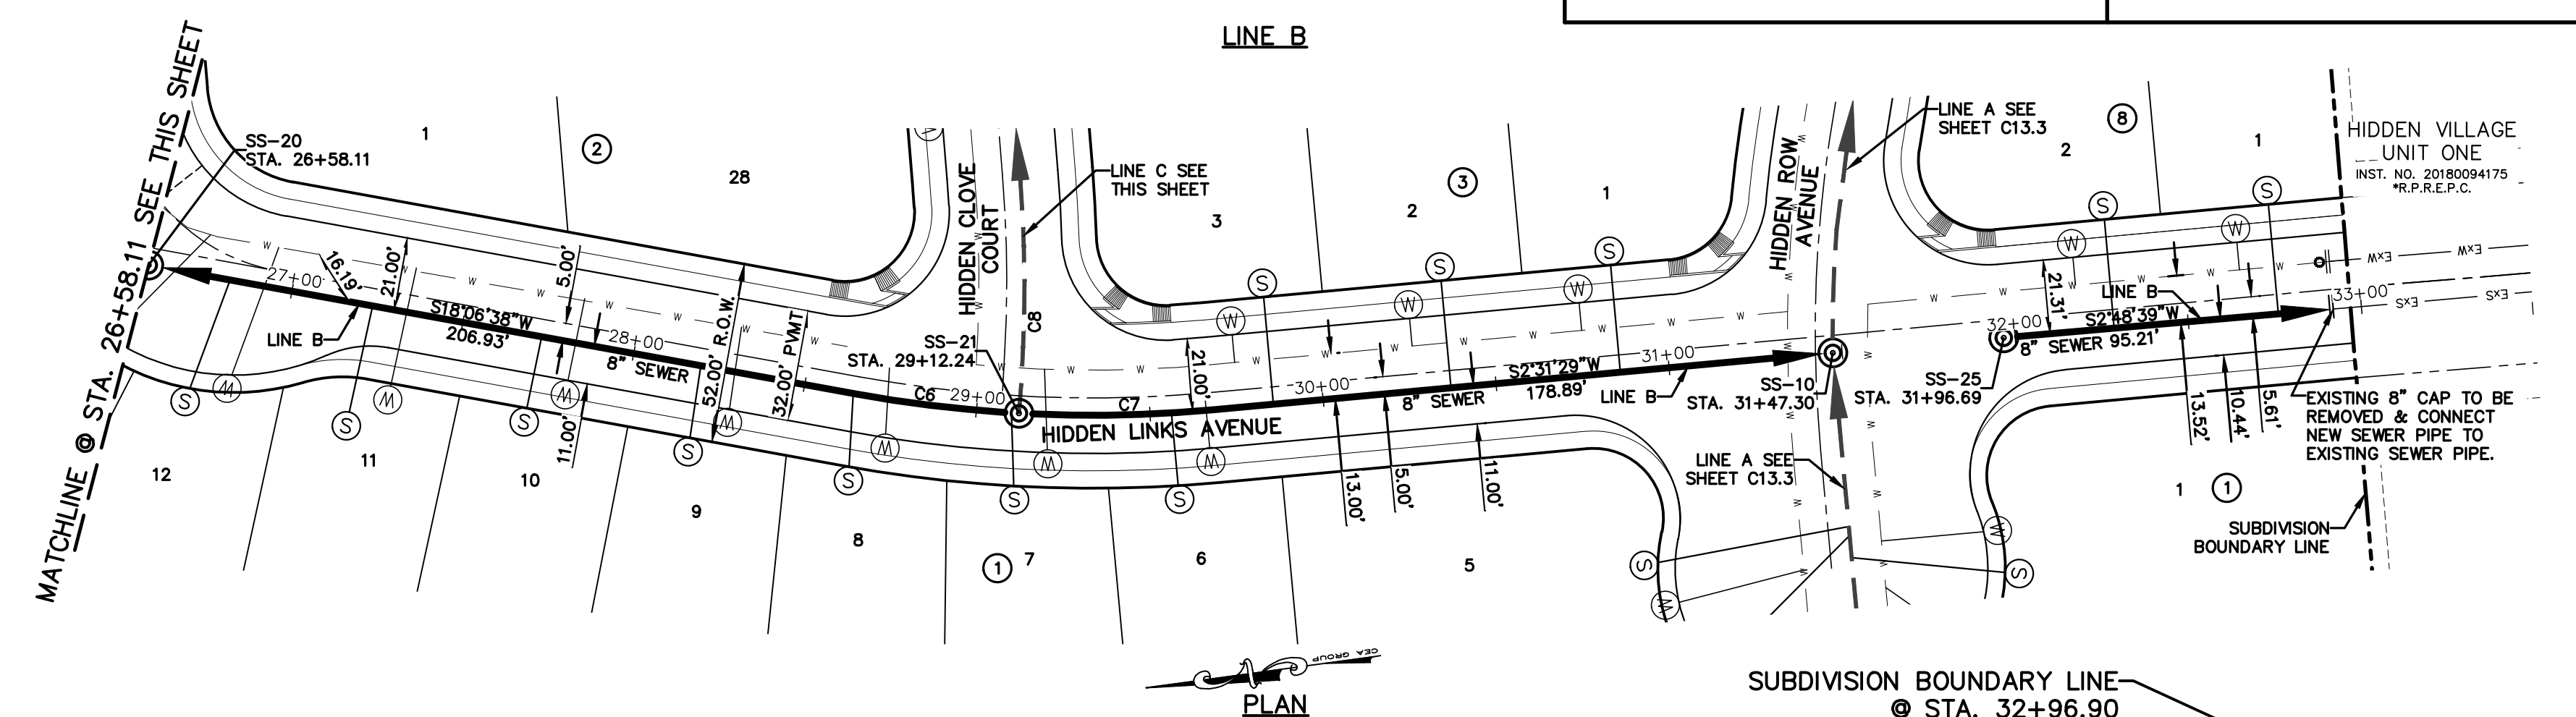 LINE B
MATCHLINE @ STA. 26+58.11 SEE THIS SHEET
SS-20
STA. 26+58.11
1
2
28
27+00
16.19'
21.00'
S18°06'38"W
206.93'
LINE B
5.00'
28+00
8" SEWER
11.00'
52.00' R.O.W.
32.00' PVMT
12
11
10
9
8
1
7
6
5
HIDDEN CLOVE
COURT
LINE C SEE
THIS SHEET
C8
SS-21
STA. 29+12.24
C6
29+00
C7
HIDDEN LINKS AVENUE
3
2
3
1
21.00'
30+00
8" SEWER
S2°31'29"W
178.89'
31+00
LINE B
13.00'
5.00'
11.00'
HIDDEN ROW
AVENUE
LINE A SEE
SHEET C13.3
SS-10
STA. 31+47.30
LINE A SEE
SHEET C13.3
SS-25
STA. 31+96.69
8
2
1
21.31'
32+00
LINE B
S2°48'39"W
8" SEWER 95.21'
33+00
13.52'
10.44'
5.61'
1
1
HIDDEN VILLAGE
UNIT ONE
INST. NO. 20180094175
*R.P.R.E.P.C.
ExW
ExW
ExS
ExS
EXISTING 8" CAP TO BE
REMOVED & CONNECT
NEW SEWER PIPE TO
EXISTING SEWER PIPE.
SUBDIVISION
BOUNDARY LINE
S
S
S
S
S
S
S
S
S
S
S
S
S
S
W
W
W
W
W
W
W
W
W
W
W
W
W
W
N
CEA GROUP
PLAN
SUBDIVISION BOUNDARY LINE
@ STA. 32+96.90